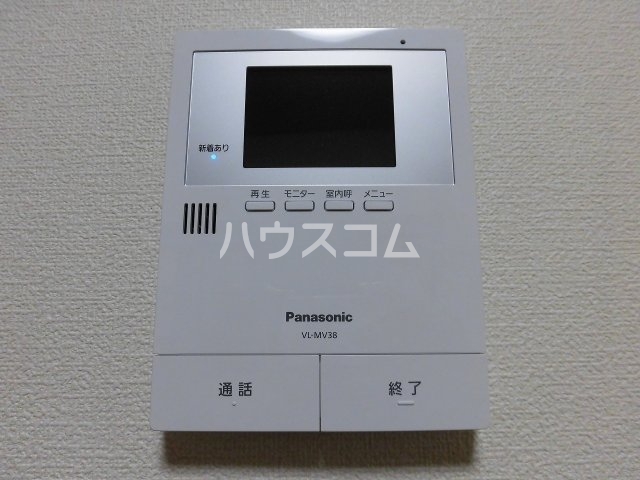 新着あり
再生 モニター 室内呼 メニュー
ハウスコム
Panasonic
VL-MV38
通話 終了